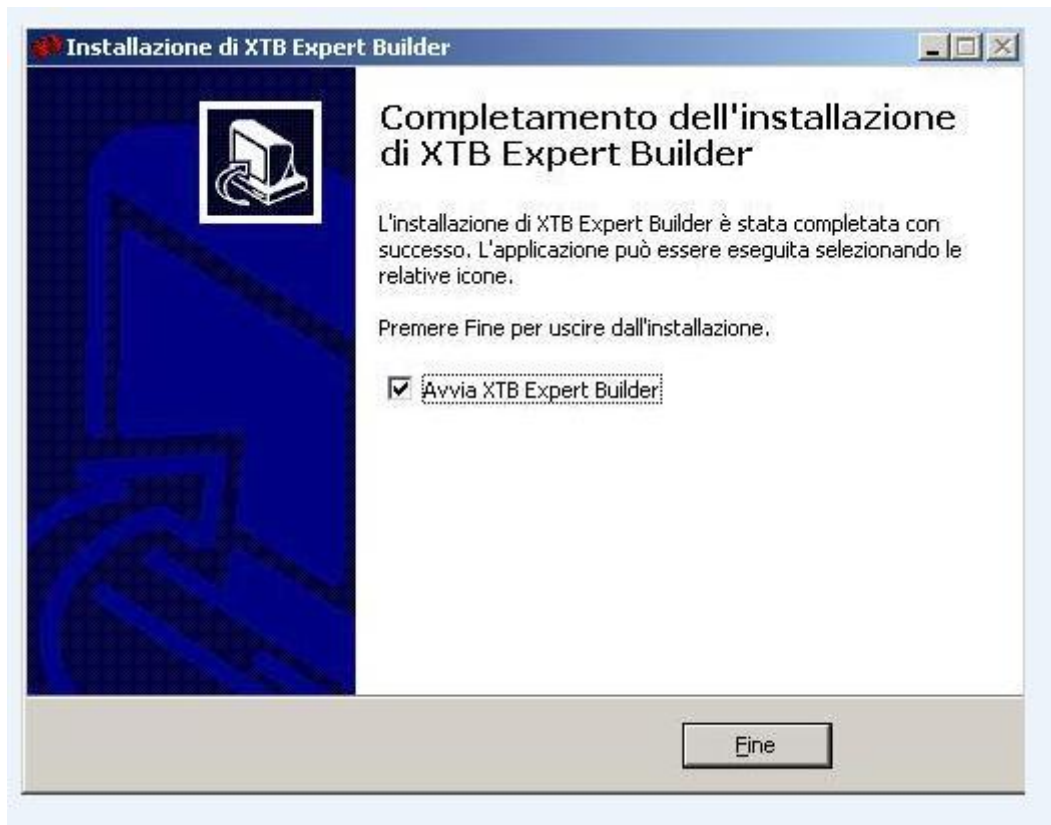 Installazione di XTB Expert Builder
Completamento dell'installazione
di XTB Expert Builder
L'installazione di XTB Expert Builder è stata completata con
successo. L'applicazione può essere eseguita selezionando le
relative icone.
Premere Fine per uscire dall'installazione.
Avvia XTB Expert Builder
Fine